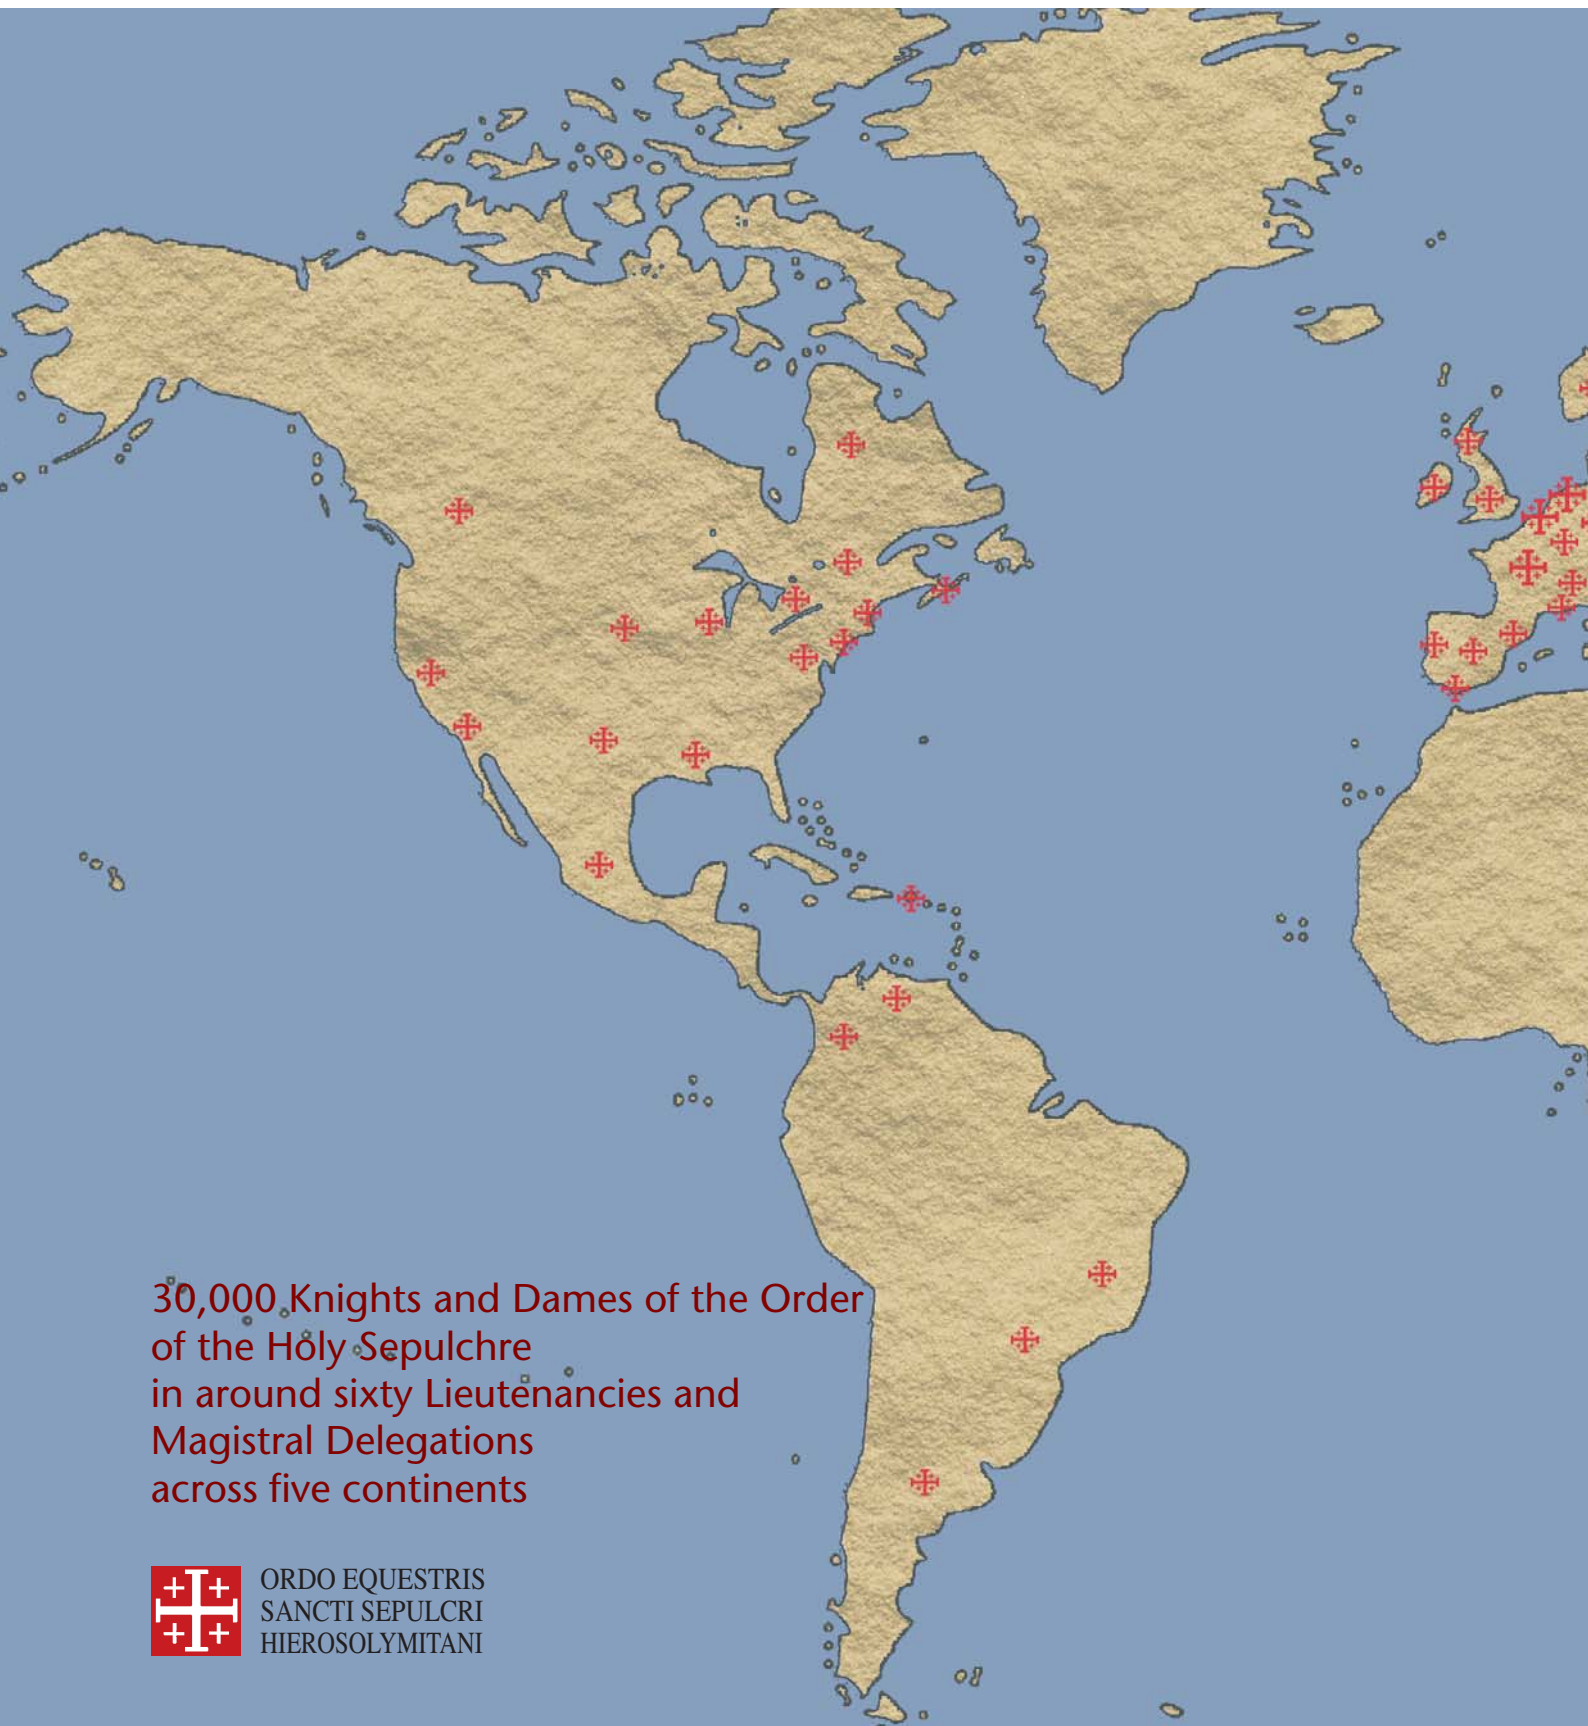 30,000 Knights and Dames of the Order
of the Holy Sepulchre
in around sixty Lieutenancies and
Magistral Delegations
across five continents
ORDO EQUESTRIS
SANCTI SEPULCRI
HIEROSOLYMITANI